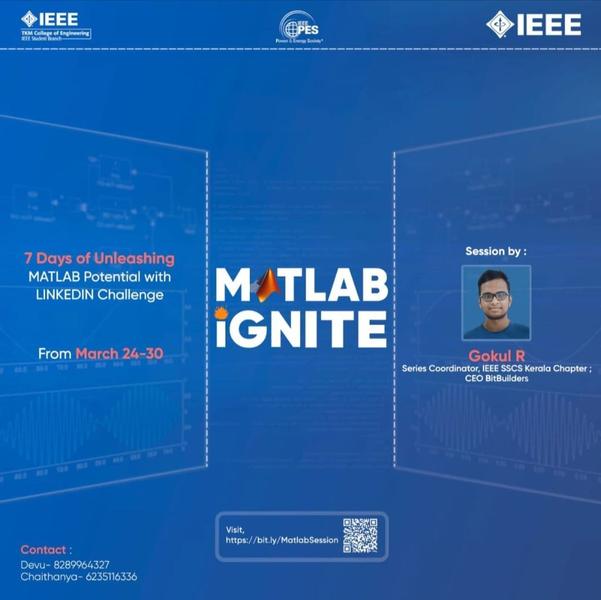 IEEE
TKM College of Engineering
IEEE Student Branch
IEEE
PES
Power & Energy Society®
IEEE
7 Days of Unleashing
MATLAB Potential with
LINKEDIN Challenge
From March 24-30
MATLAB
iGNITE
Session by :
Gokul R
Series Coordinator, IEEE SSCS Kerala Chapter ;
CEO BitBuilders
Visit,
https://bit.ly/MatlabSession
Contact :
Devu- 8289964327
Chaithanya- 6235116336